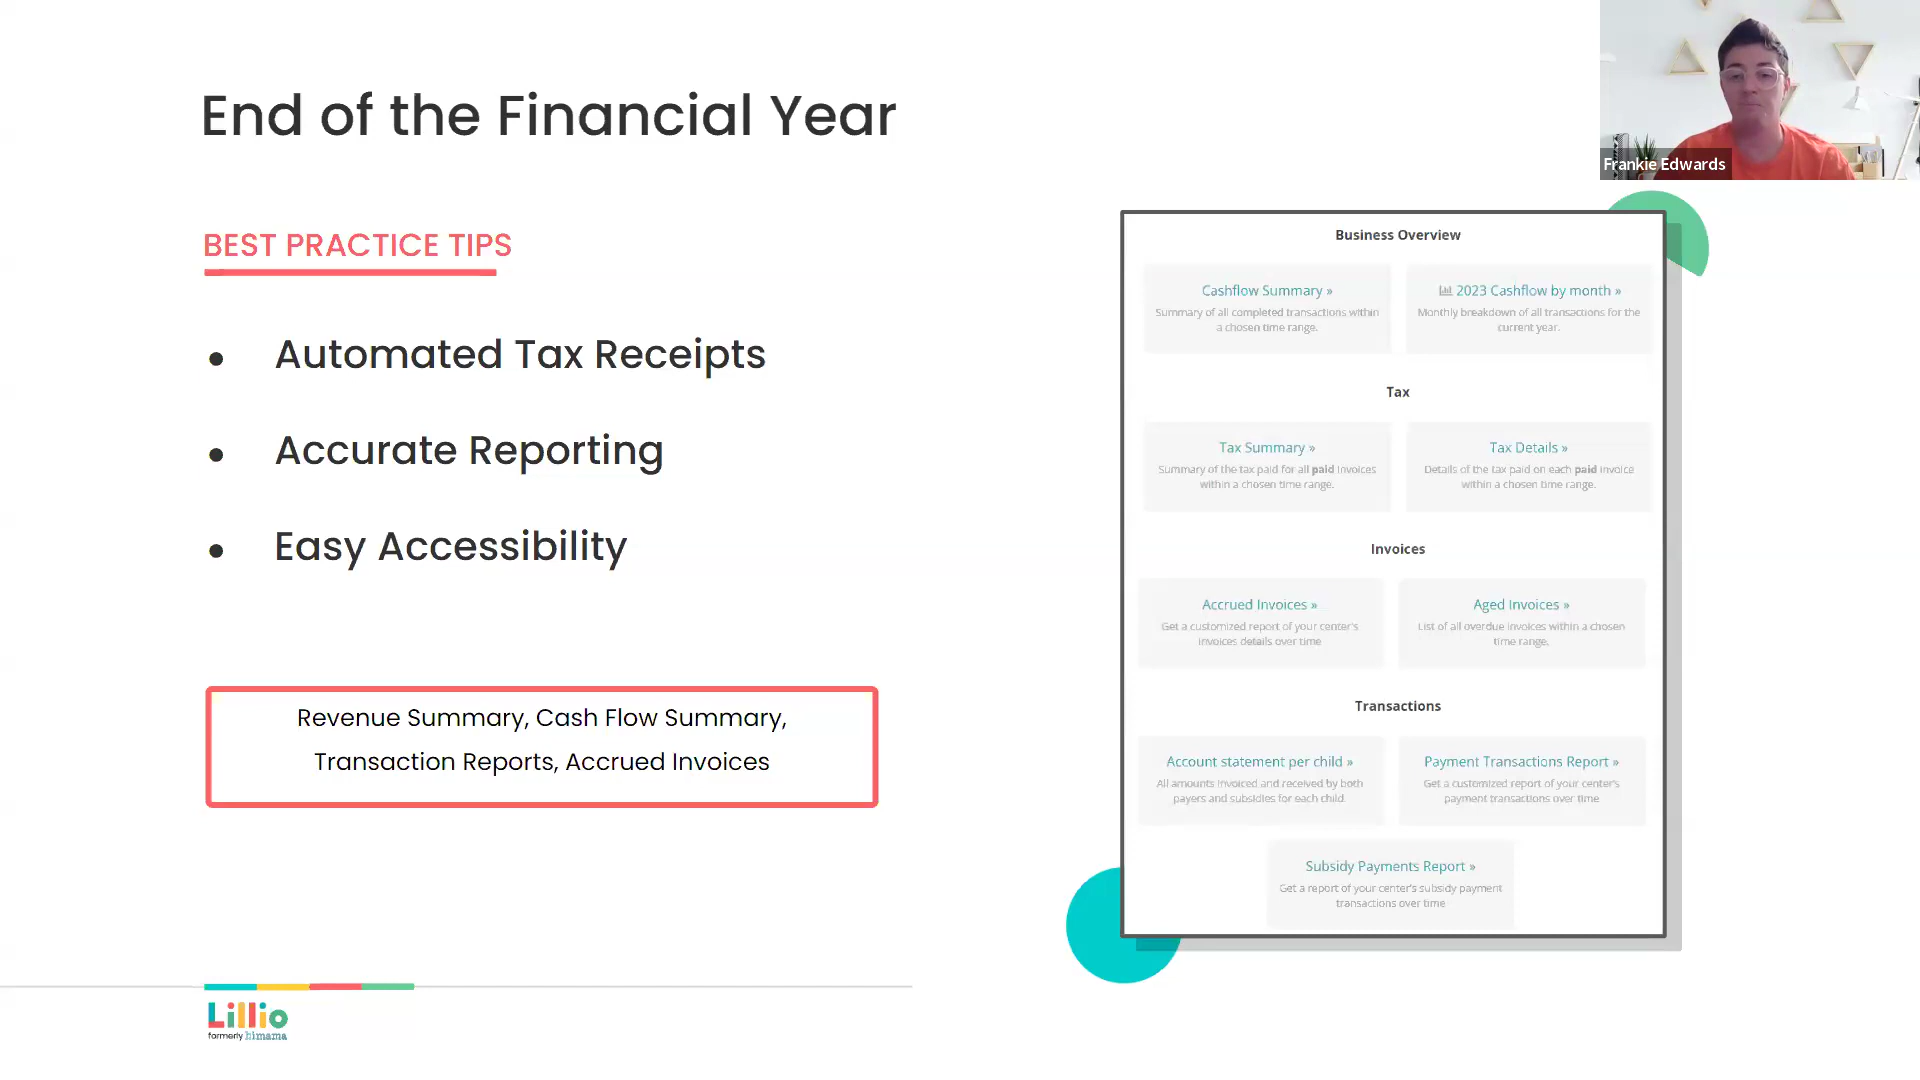 End of the Financial Year
BEST PRACTICE TIPS
• Automated Tax Receipts
• Accurate Reporting
• Easy Accessibility
Revenue Summary, Cash Flow Summary,
Transaction Reports, Accrued Invoices
Lillio
formerly himama
Frankie Edwards
Business Overview
Cashflow Summary »
Summary of all completed transactions within
a chosen time range.
2023 Cashflow by month »
Monthly breakdown of all transactions for the
current year.
Tax
Tax Summary »
Summary of the tax paid for all paid invoices
within a chosen time range.
Tax Details »
Details of the tax paid on each paid invoice
within a chosen time range.
Invoices
Accrued Invoices »
Get a customized report of your center's
invoices details over time
Aged Invoices »
List of all overdue invoices within a chosen
time range.
Transactions
Account statement per child »
All amounts invoiced and received by both
payers and subsidies for each child.
Payment Transactions Report »
Get a customized report of your center's
payment transactions over time
Subsidy Payments Report »
Get a report of your center's subsidy payment
transactions over time